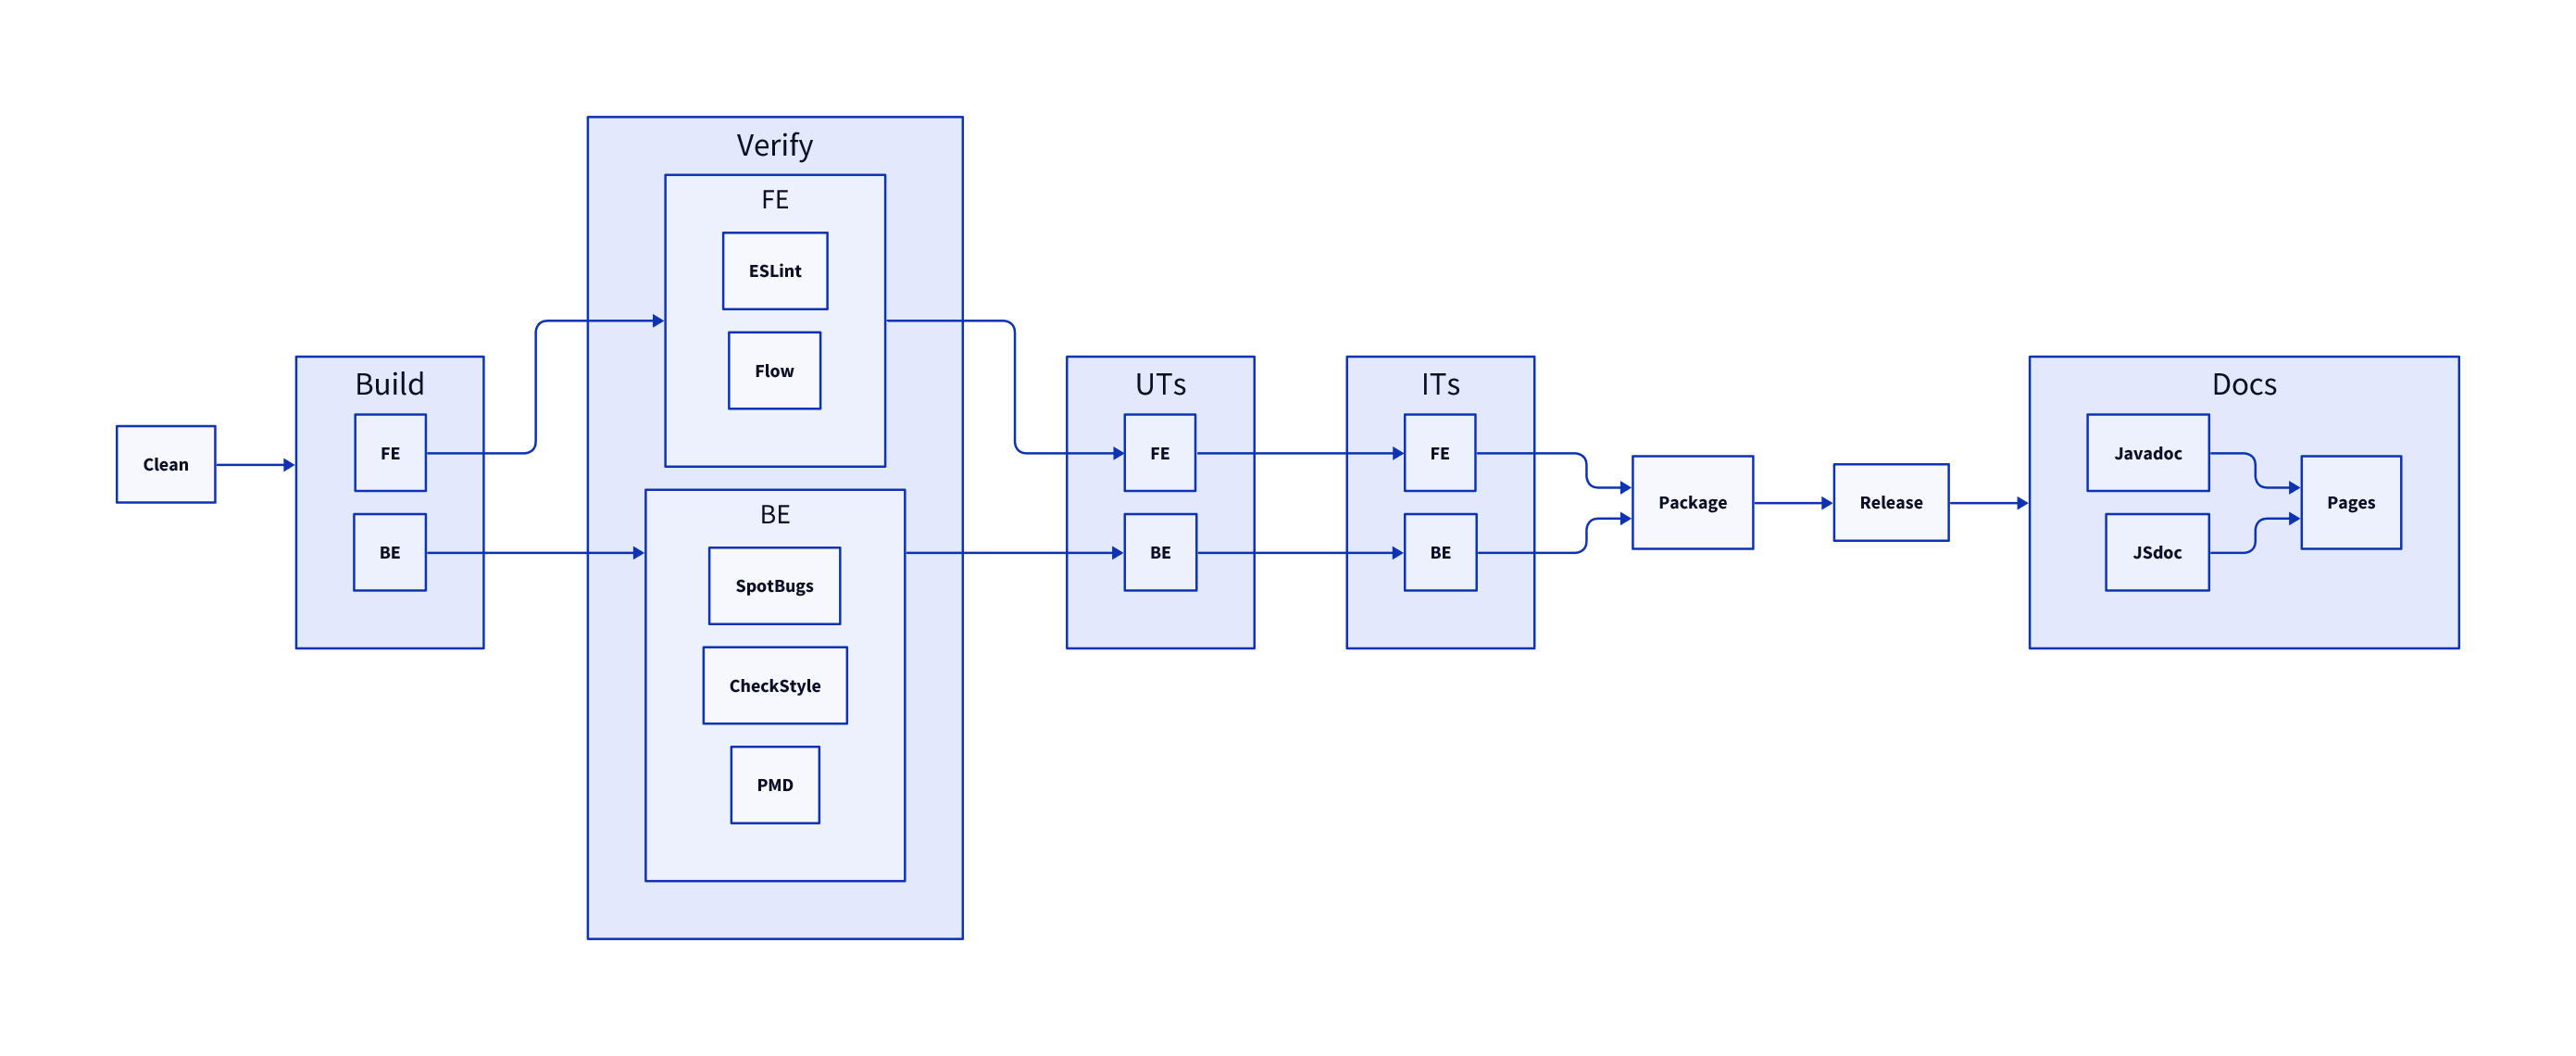 Clean
Build
FE
BE
Verify
FE
ESLint
Flow
BE
SpotBugs
CheckStyle
PMD
UTs
FE
BE
ITs
FE
BE
Package
Release
Docs
Javadoc
JSdoc
Pages